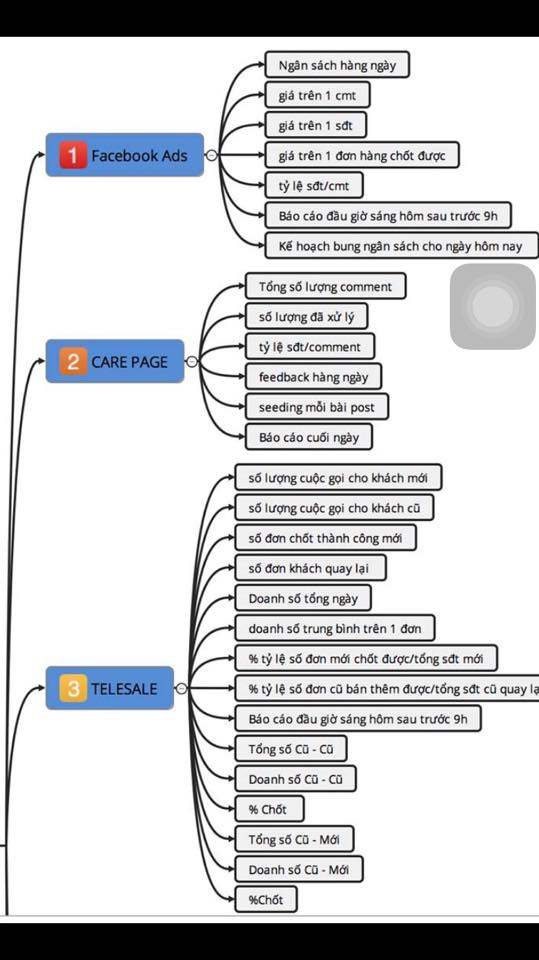 1 Facebook Ads
Ngân sách hàng ngày
giá trên 1 cmt
giá trên 1 sđt
giá trên 1 đơn hàng chốt được
tỷ lệ sđt/cmt
Báo cáo đầu giờ sáng hôm sau trước 9h
Kế hoạch bung ngân sách cho ngày hôm nay
2 CARE PAGE
Tổng số lượng comment
số lượng đã xử lý
tỷ lệ sđt/comment
feedback hàng ngày
seeding mỗi bài post
Báo cáo cuối ngày
3 TELESALE
số lượng cuộc gọi cho khách mới
số lượng cuộc gọi cho khách cũ
số đơn chốt thành công mới
số đơn khách quay lại
Doanh số tổng ngày
doanh số trung bình trên 1 đơn
% tỷ lệ số đơn mới chốt được/tổng sđt mới
% tỷ lệ số đơn cũ bán thêm được/tổng sđt cũ quay
Báo cáo đầu giờ sáng hôm sau trước 9h
Tổng số Cũ - Cũ
Doanh số Cũ - Cũ
% Chốt
Tổng số Cũ - Mới
Doanh số Cũ - Mới
%Chốt